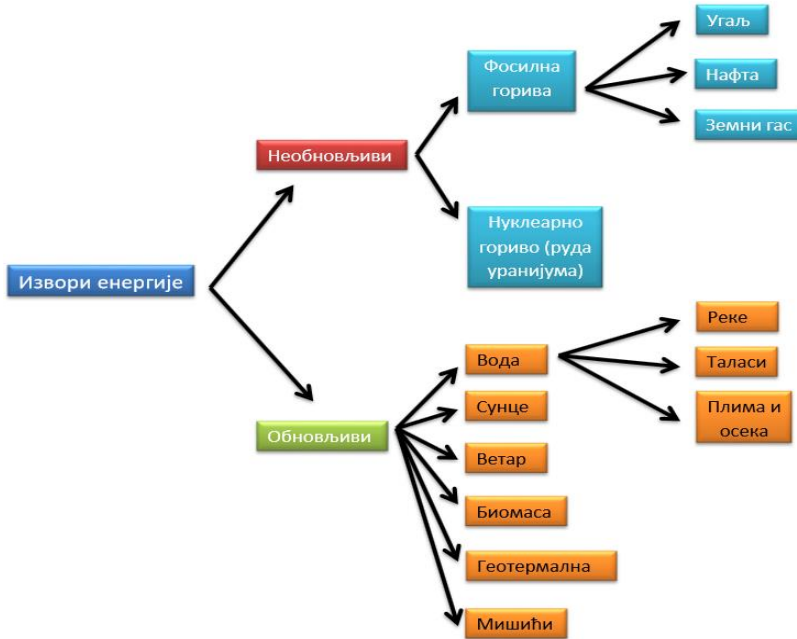 Извори енергије
Необновљиви
Фосилна
горива
Угаљ
Нафта
Земни гас
Нуклеарно
гориво (руда
уранијума)
Обновљиви
Вода
Реке
Таласи
Плима и
осека
Сунце
Ветар
Биомаса
Геотермална
Мишићи